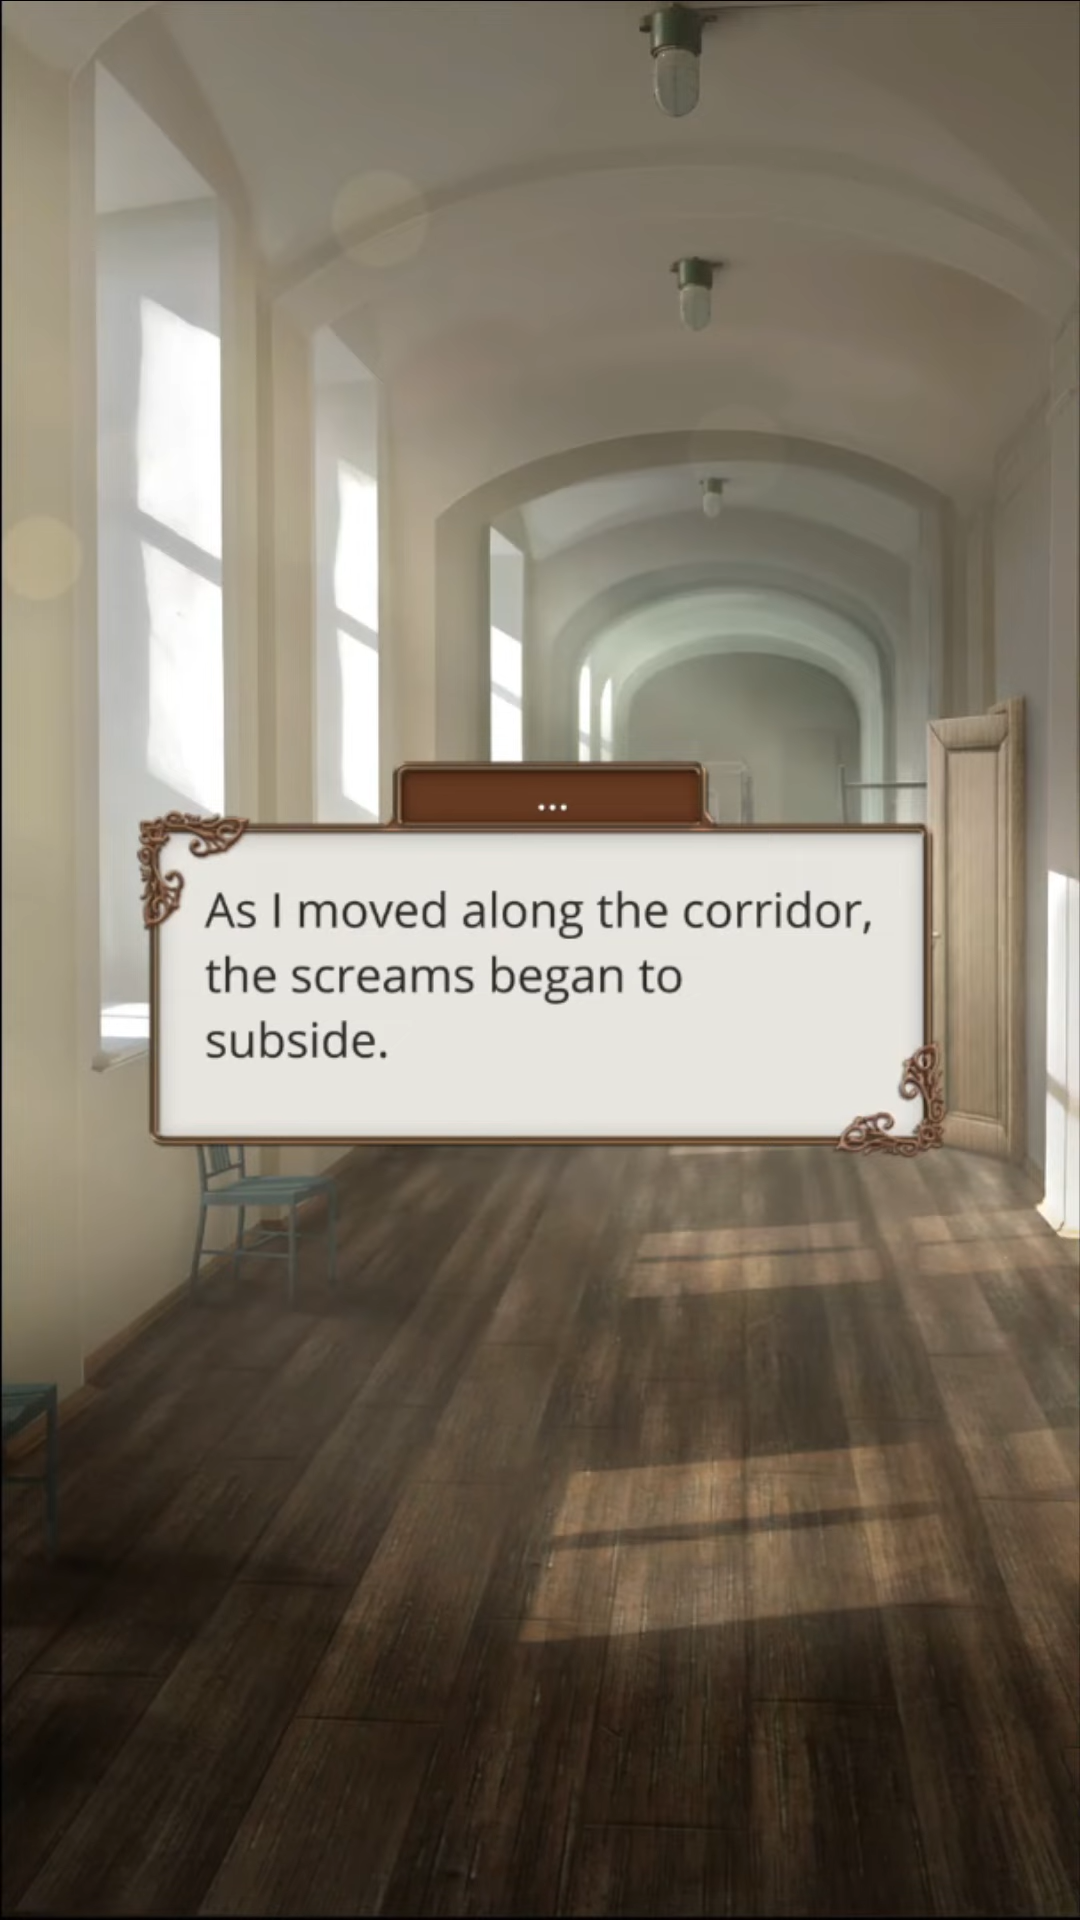 ...
As I moved along the corridor,
the screams began to
subside.